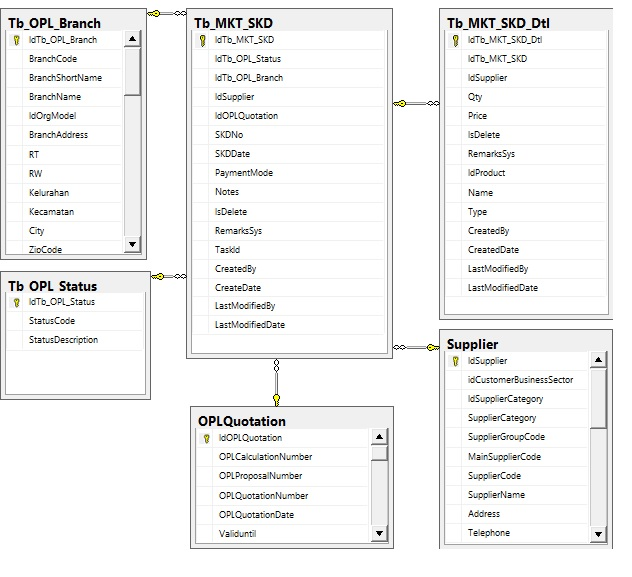 Tb_OPL_Branch
IdTb_OPL_Branch
BranchCode
BranchShortName
BranchName
IdOrgModel
BranchAddress
RT
RW
Kelurahan
Kecamatan
City
ZipCode
Tb_OPL_Status
IdTb_OPL_Status
StatusCode
StatusDescription
Tb_MKT_SKD
IdTb_MKT_SKD
IdTb_OPL_Status
IdTb_OPL_Branch
IdSupplier
IdOPLQuotation
SKDNo
SKDDate
PaymentMode
Notes
IsDelete
RemarksSys
TaskId
CreatedBy
CreateDate
LastModifiedBy
LastModifiedDate
OPLQuotation
IdOPLQuotation
OPLCalculationNumber
OPLProposalNumber
OPLQuotationNumber
OPLQuotationDate
Validuntil
Tb_MKT_SKD_Dtl
IdTb_MKT_SKD_Dtl
IdTb_MKT_SKD
IdSupplier
Qty
Price
IsDelete
RemarksSys
IdProduct
Name
Type
CreatedBy
CreatedDate
LastModifiedBy
LastModifiedDate
Supplier
IdSupplier
idCustomerBusinessSector
IdSupplierCategory
SupplierCategory
SupplierGroupCode
MainSupplierCode
SupplierCode
SupplierName
Address
Telephone